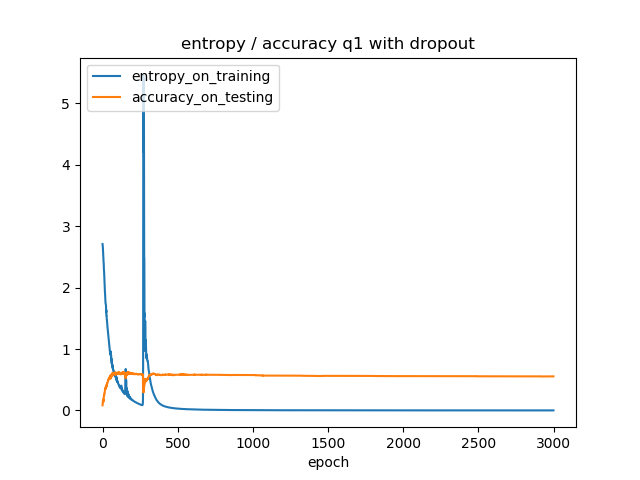 entropy / accuracy q1 with dropout
entropy_on_training
accuracy_on_testing
5
4
3
2
1
0
0 500 1000 1500 2000 2500 3000
epoch